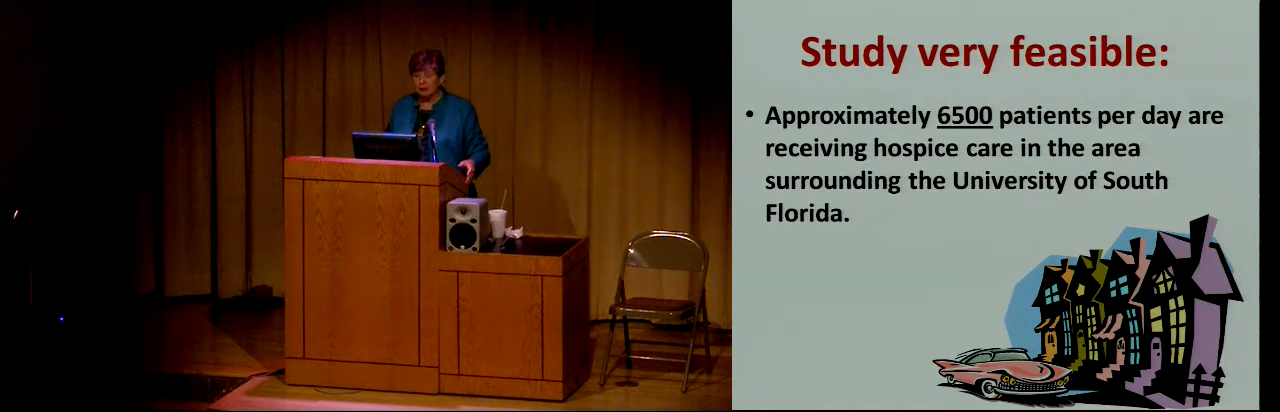 Study very feasible:
• Approximately 6500 patients per day are
receiving hospice care in the area
surrounding the University of South
Florida.